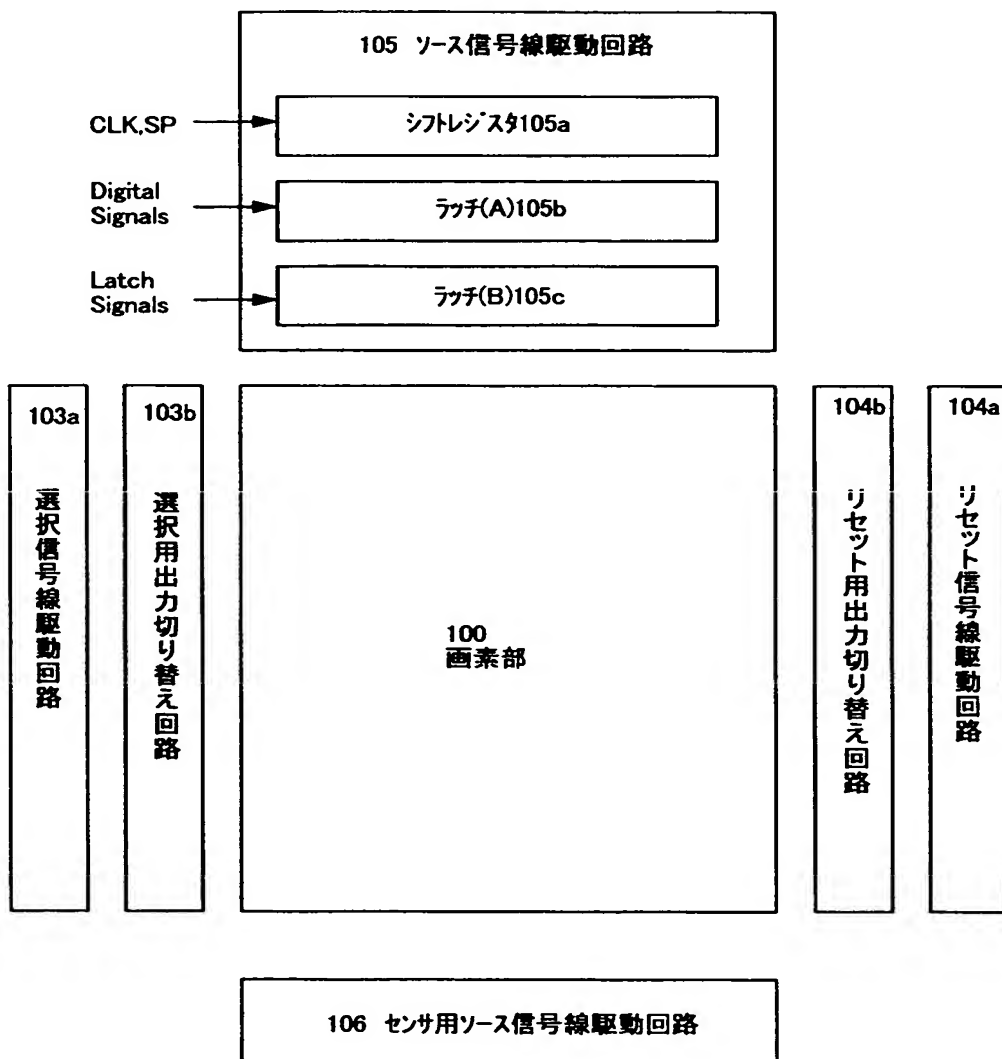 105 ソース信号線駆動回路
CLK,SP
シフトレジスタ105a
Digital
Signals
ラッチ(A)105b
Latch
Signals
ラッチ(B)105c
103a
選択信号線駆動回路
103b
選択用出力切り替え回路
100
画素部
104b
リセット用出力切り替え回路
104a
リセット信号線駆動回路
106 センサ用ソース信号線駆動回路